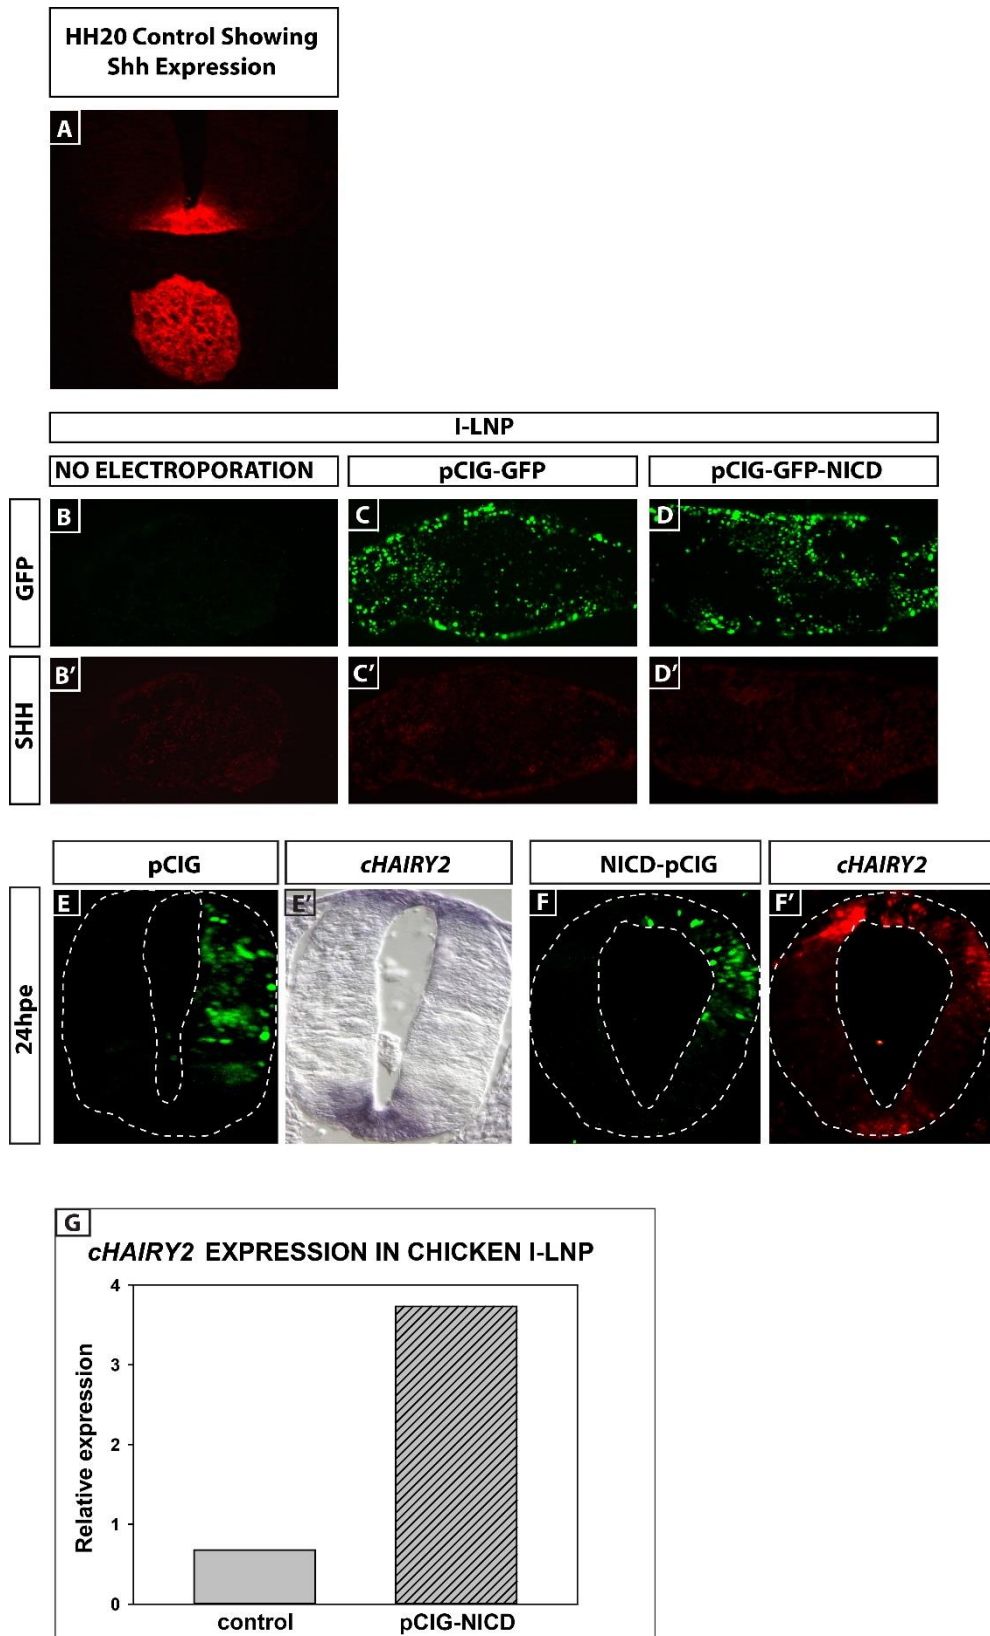 HH20 Control Showing
Shh Expression
A
I-LNP
NO ELECTROPORATION
pCIG-GFP
pCIG-GFP-NICD
GFP
B
C
D
SHH
B′
C′
D′
pCIG
cHAIRY2
NICD-pCIG
cHAIRY2
24hpe
E
E′
F
F′
G
cHAIRY2 EXPRESSION IN CHICKEN I-LNP
Relative expression
4
3
2
1
0
control
pCIG-NICD